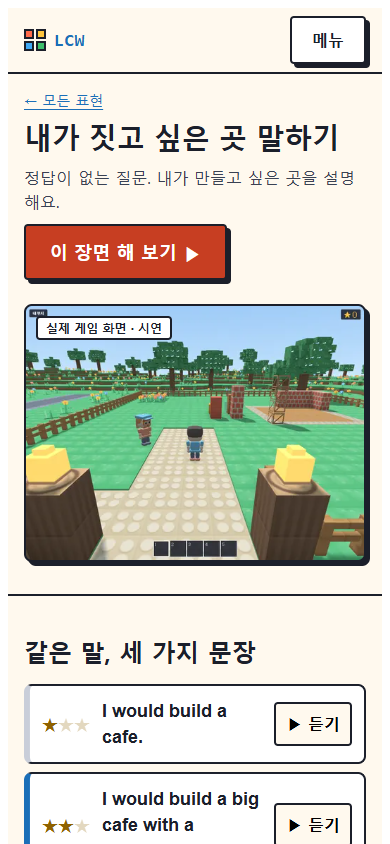 LCW
메뉴
← 모든 표현
내가 짓고 싶은 곳 말하기
정답이 없는 질문. 내가 만들고 싶은 곳을 설명
해요.
이 장면 해 보기 ▶
실제 게임 화면 · 시연
★0
같은 말, 세 가지 문장
★★★
I would build a
cafe.
▶ 듣기
★★★
I would build a big
cafe with a
▶ 듣기